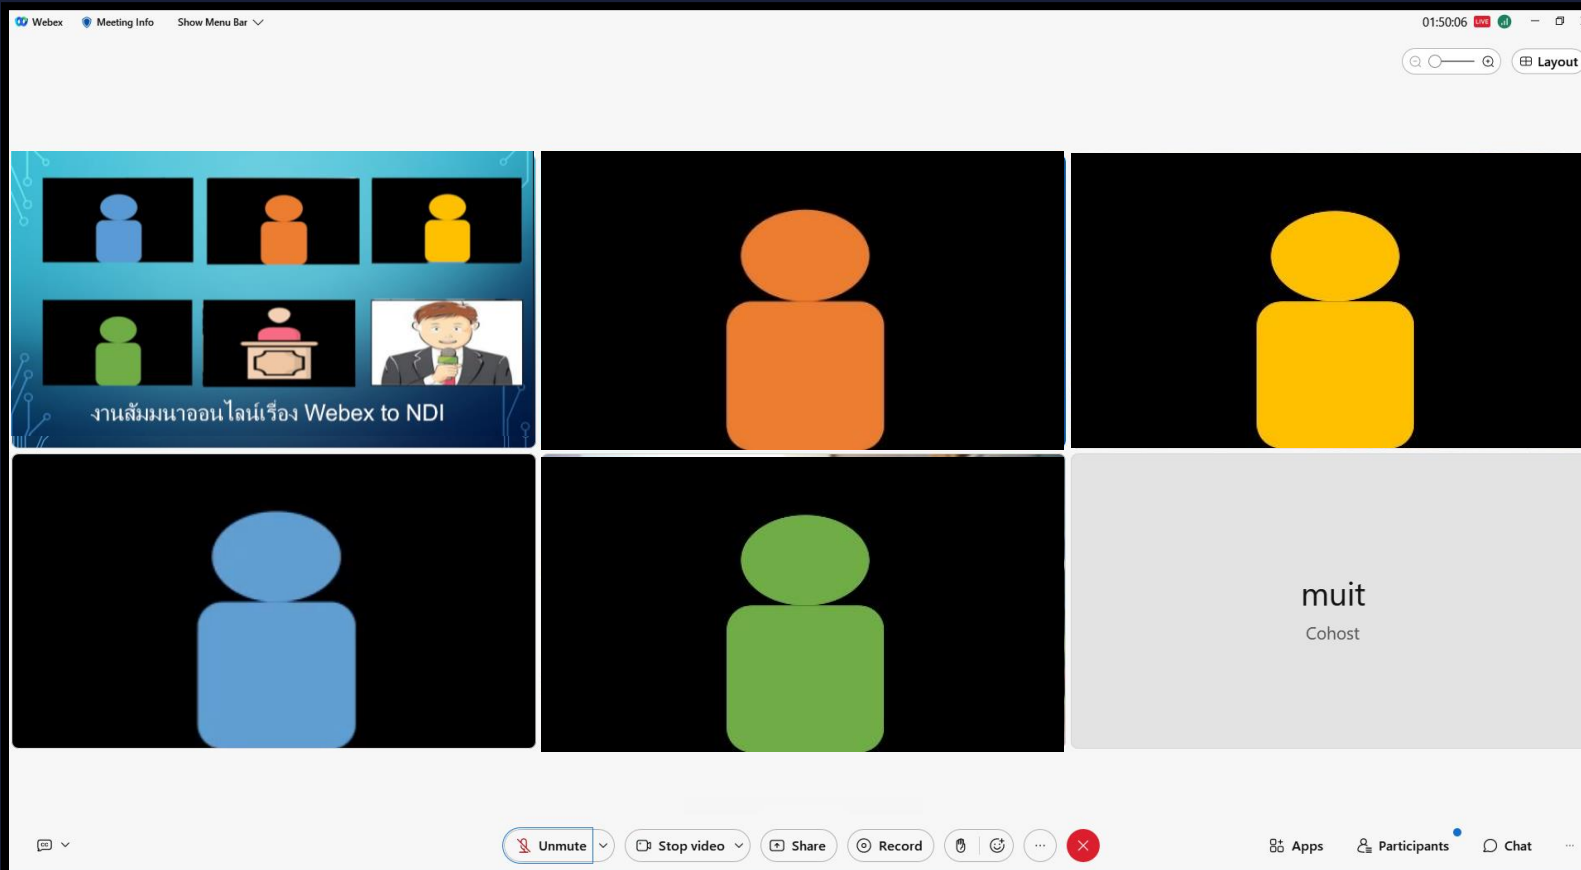 Webex Meeting Info Show Menu Bar 01:50:06 LIVE
Layout
งานสัมมนาออนไลน์เรื่อง Webex to NDI
muit
Cohost
CC Unmute Stop video Share Record ... Apps Participants Chat ...